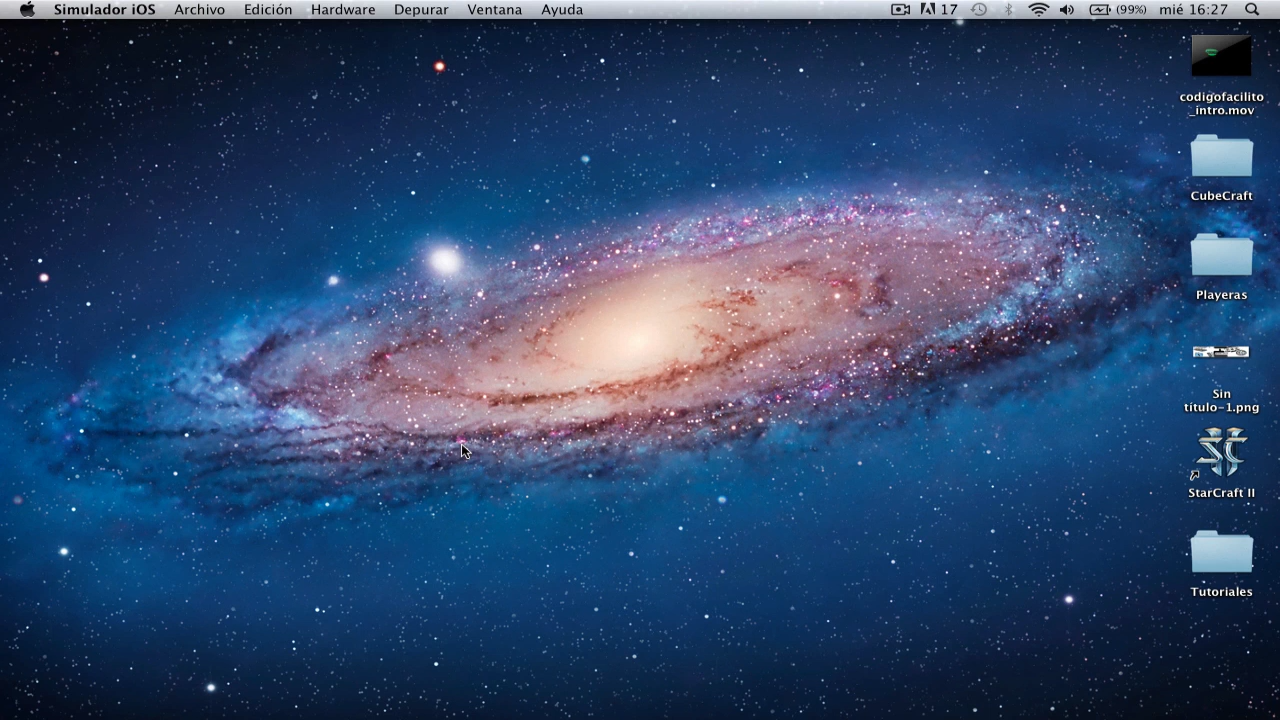 Simulador iOS Archivo Edición Hardware Depurar Ventana Ayuda 17 (99%) mié 16:27
codigofacilito
_intro.mov
CubeCraft
Playeras
Sin
título-1.png
StarCraft II
Tutoriales